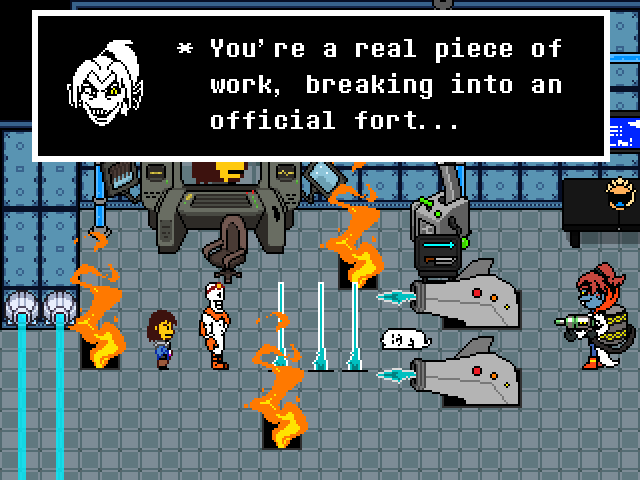 * You're a real piece of
work, breaking into an
official fort...